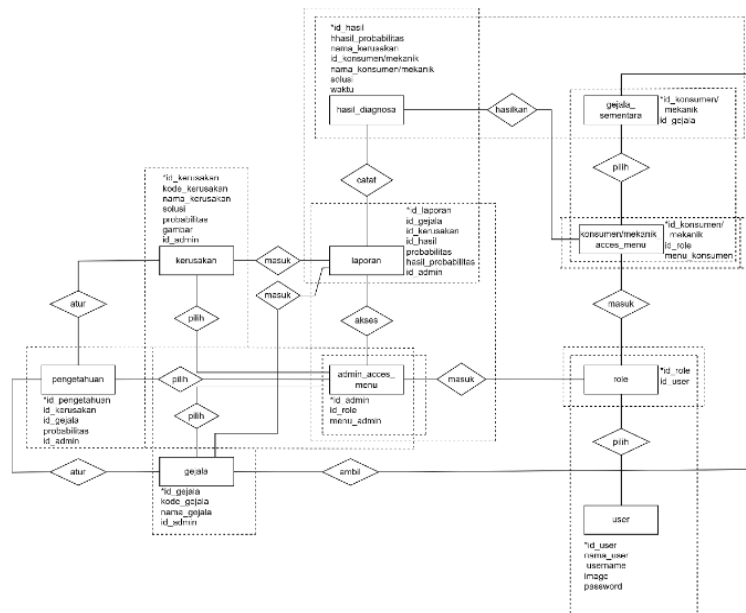 *id_hasil
hhasil_probabilitas
nama_kerusakan
id_konsumen/mekanik
nama_konsumen/mekanik
solusi
waktu
hasil_diagnosa
hasilkan
gejala_
sementara
*id_konsumen/
mekanik
id_gejala
catat
pilih
*id_kerusakan
kode_kerusakan
nama_kerusakan
solusi
probabilitas
gambar
id_admin
kerusakan
masuk
laporan
*id_laporan
id_gejala
id_kerusakan
id_hasil
probabilitas
hasil_probabilitas
id_admin
konsumen/mekanik
acces_menu
*id_konsumen/
mekanik
id_role
menu_konsumen
masuk
atur
pilih
akses
masuk
pengetahuan
*id_pengetahuan
id_kerusakan
id_gejala
probabilitas
id_admin
pilih
admin_acces_
menu
*id_admin
id_role
menu_admin
masuk
role
*id_role
id_user
pilih
pilih
atur
gejala
*id_gejala
kode_gejala
nama_gejala
id_admin
ambil
user
*id_user
nama_user
username
image
password